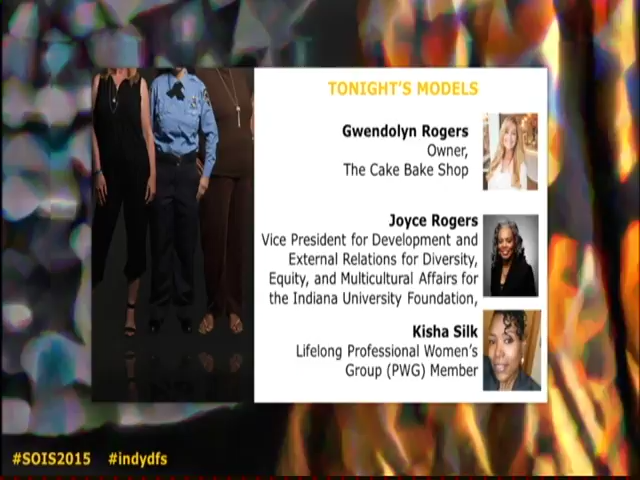 TONIGHT'S MODELS
Gwendolyn Rogers
Owner,
The Cake Bake Shop
Joyce Rogers
Vice President for Development and
External Relations for Diversity,
Equity, and Multicultural Affairs for
the Indiana University Foundation,
Kisha Silk
Lifelong Professional Women's
Group (PWG) Member
#SOIS2015 #indydfs